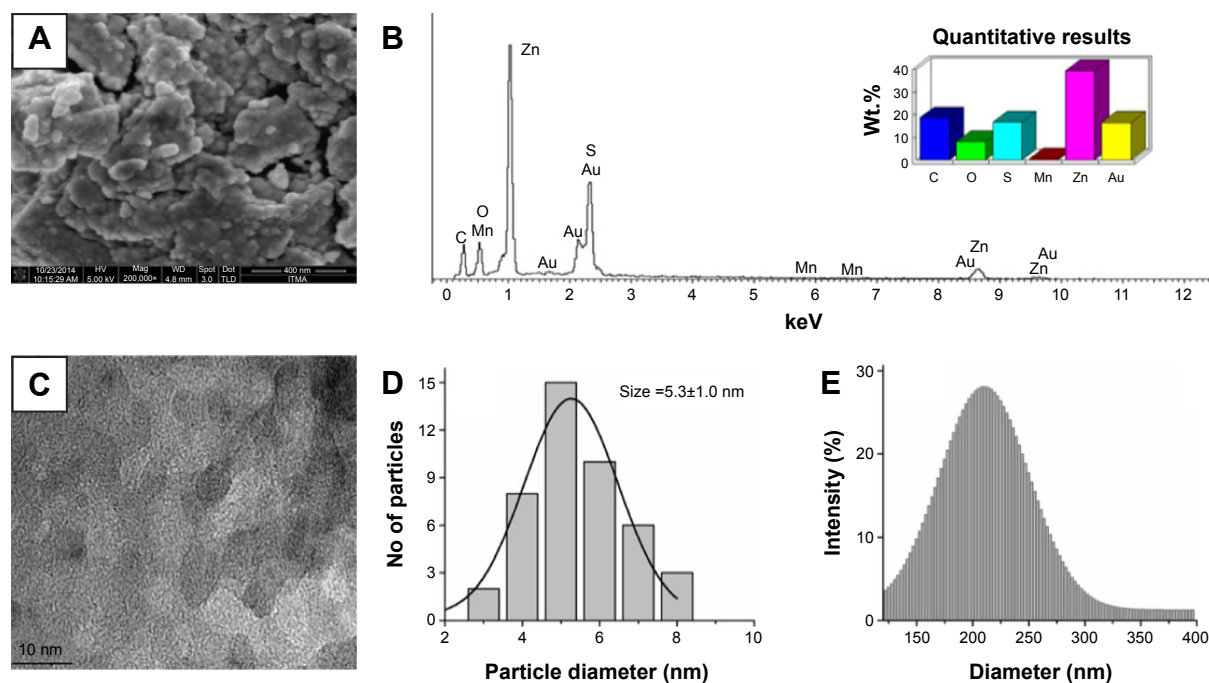 A
10/23/2014 HV Mag WD Spot Dot 400 nm
10:15:29 AM 5.00 kV 200,000× 4.8 mm 3.0 TLD ITMA
B
Zn
S
Au
O
Mn
C
Au
Au
Mn
Mn
Zn
Au
Au
Zn
0 1 2 3 4 5 6 7 8 9 10 11 12
keV
Quantitative results
Wt.%
40
30
20
10
0
C O S Mn Zn Au
C
10 nm
D
Size =5.3±1.0 nm
No of particles
15
12
9
6
3
0
2 4 6 8 10
Particle diameter (nm)
E
Intensity (%)
30
20
10
0
150 200 250 300 350 400
Diameter (nm)